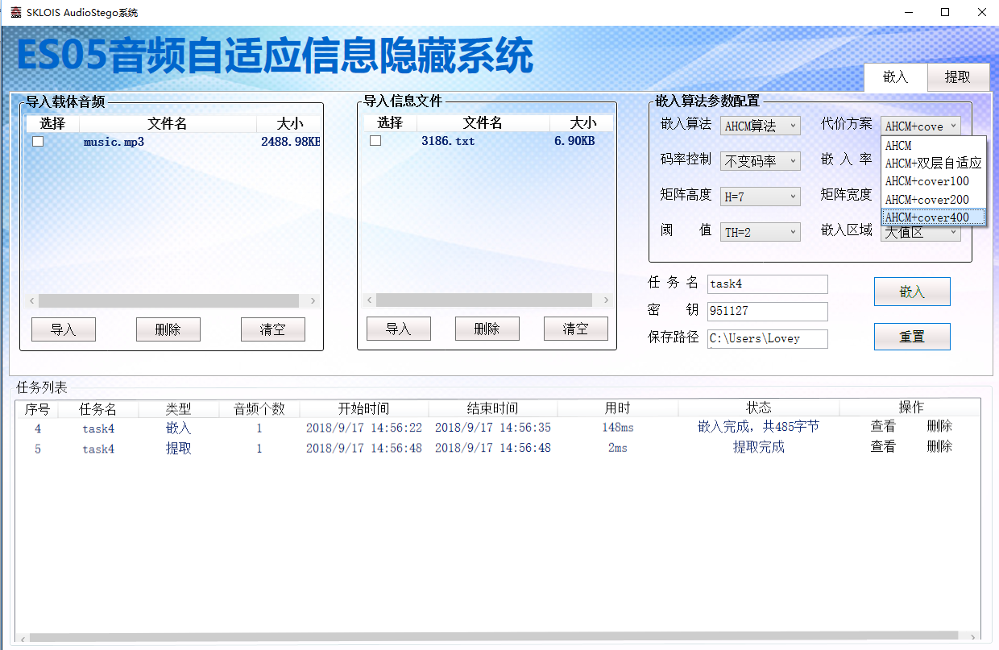 SKLOIS AudioStego系统
ES05音频自适应信息隐藏系统
嵌入 提取
导入载体音频
选择 文件名 大小
music.mp3 2488.98KB
导入 删除 清空
导入信息文件
选择 文件名 大小
3186.txt 6.90KB
导入 删除 清空
嵌入算法参数配置
嵌入算法 AHCM算法 代价方案 AHCM+cove
码率控制 不变码率 嵌 入 率
矩阵高度 H=7 矩阵宽度
阈 值 TH=2 嵌入区域 大值区
AHCM
AHCM+双层自适应
AHCM+cover100
AHCM+cover200
AHCM+cover400
任 务 名 task4
密 钥 951127
保存路径 C:\Users\Lovey
嵌入
重置
任务列表
序号 任务名 类型 音频个数 开始时间 结束时间 用时 状态 操作
4 task4 嵌入 1 2018/9/17 14:56:22 2018/9/17 14:56:35 148ms 嵌入完成，共485字节 查看 删除
5 task4 提取 1 2018/9/17 14:56:48 2018/9/17 14:56:48 2ms 提取完成 查看 删除